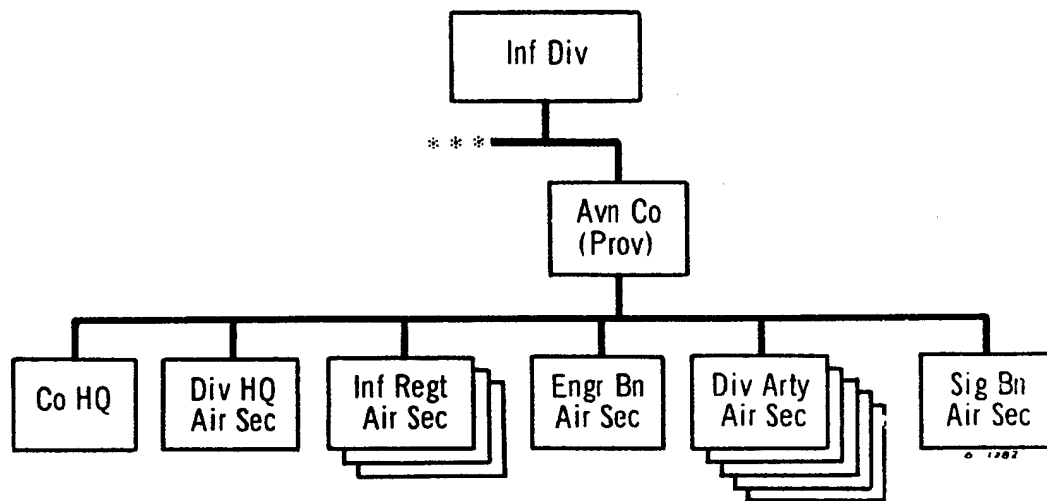 Inf Div
* * *
Avn Co
(Prov)
Co HQ
Div HQ
Air Sec
Inf Regt
Air Sec
Engr Bn
Air Sec
Div Arty
Air Sec
Sig Bn
Air Sec